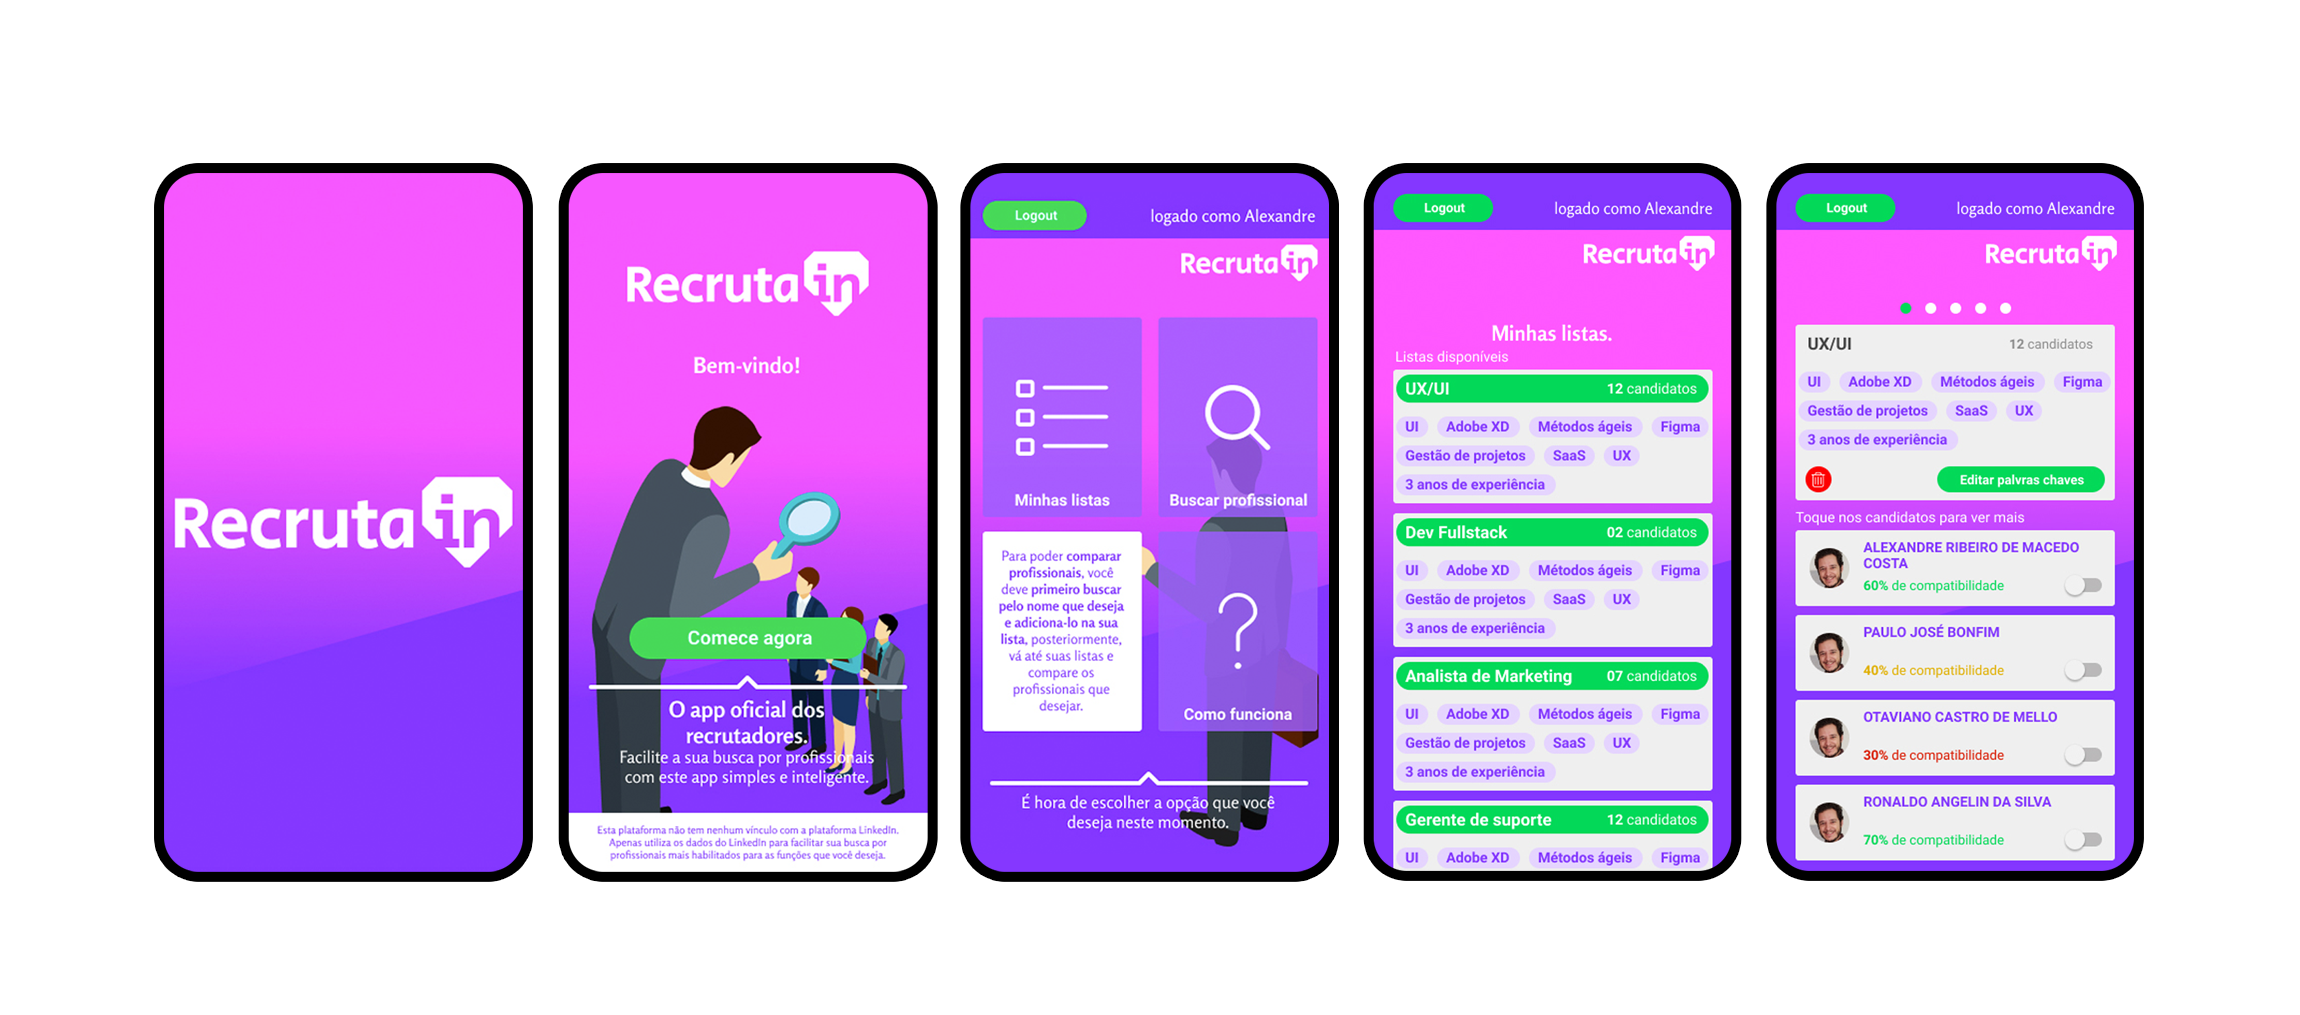 Recruta in
Recruta in
Bem-vindo!
Comece agora
O app oficial dos
recrutadores.
Facilite a sua busca por profissionais
com este app simples e inteligente.
Esta plataforma não tem nenhum vínculo com a plataforma LinkedIn.
Apenas utiliza os dados do LinkedIn para facilitar sua busca por
profissionais mais habilitados para as funções que você deseja.
Logout
logado como Alexandre
Recruta in
Minhas listas
Buscar profissional
Para poder comparar
profissionais, você
deve primeiro buscar
pelo nome que deseja
e adiciona-lo na sua
lista, posteriormente,
vá até suas listas e
compare os
profissionais que
desejar.
Como funciona
É hora de escolher a opção que você
deseja neste momento.
Logout
logado como Alexandre
Recruta in
Minhas listas.
Listas disponíveis
UX/UI 12 candidatos
UI Adobe XD Métodos ágeis Figma
Gestão de projetos SaaS UX
3 anos de experiência
Dev Fullstack 02 candidatos
UI Adobe XD Métodos ágeis Figma
Gestão de projetos SaaS UX
3 anos de experiência
Analista de Marketing 07 candidatos
UI Adobe XD Métodos ágeis Figma
Gestão de projetos SaaS UX
3 anos de experiência
Gerente de suporte 12 candidatos
UI Adobe XD Métodos ágeis Figma
Logout
logado como Alexandre
Recruta in
UX/UI 12 candidatos
UI Adobe XD Métodos ágeis Figma
Gestão de projetos SaaS UX
3 anos de experiência
Editar palvras chaves
Toque nos candidatos para ver mais
ALEXANDRE RIBEIRO DE MACEDO
COSTA
60% de compatibilidade
PAULO JOSÉ BONFIM
40% de compatibilidade
OTAVIANO CASTRO DE MELLO
30% de compatibilidade
RONALDO ANGELIN DA SILVA
70% de compatibilidade